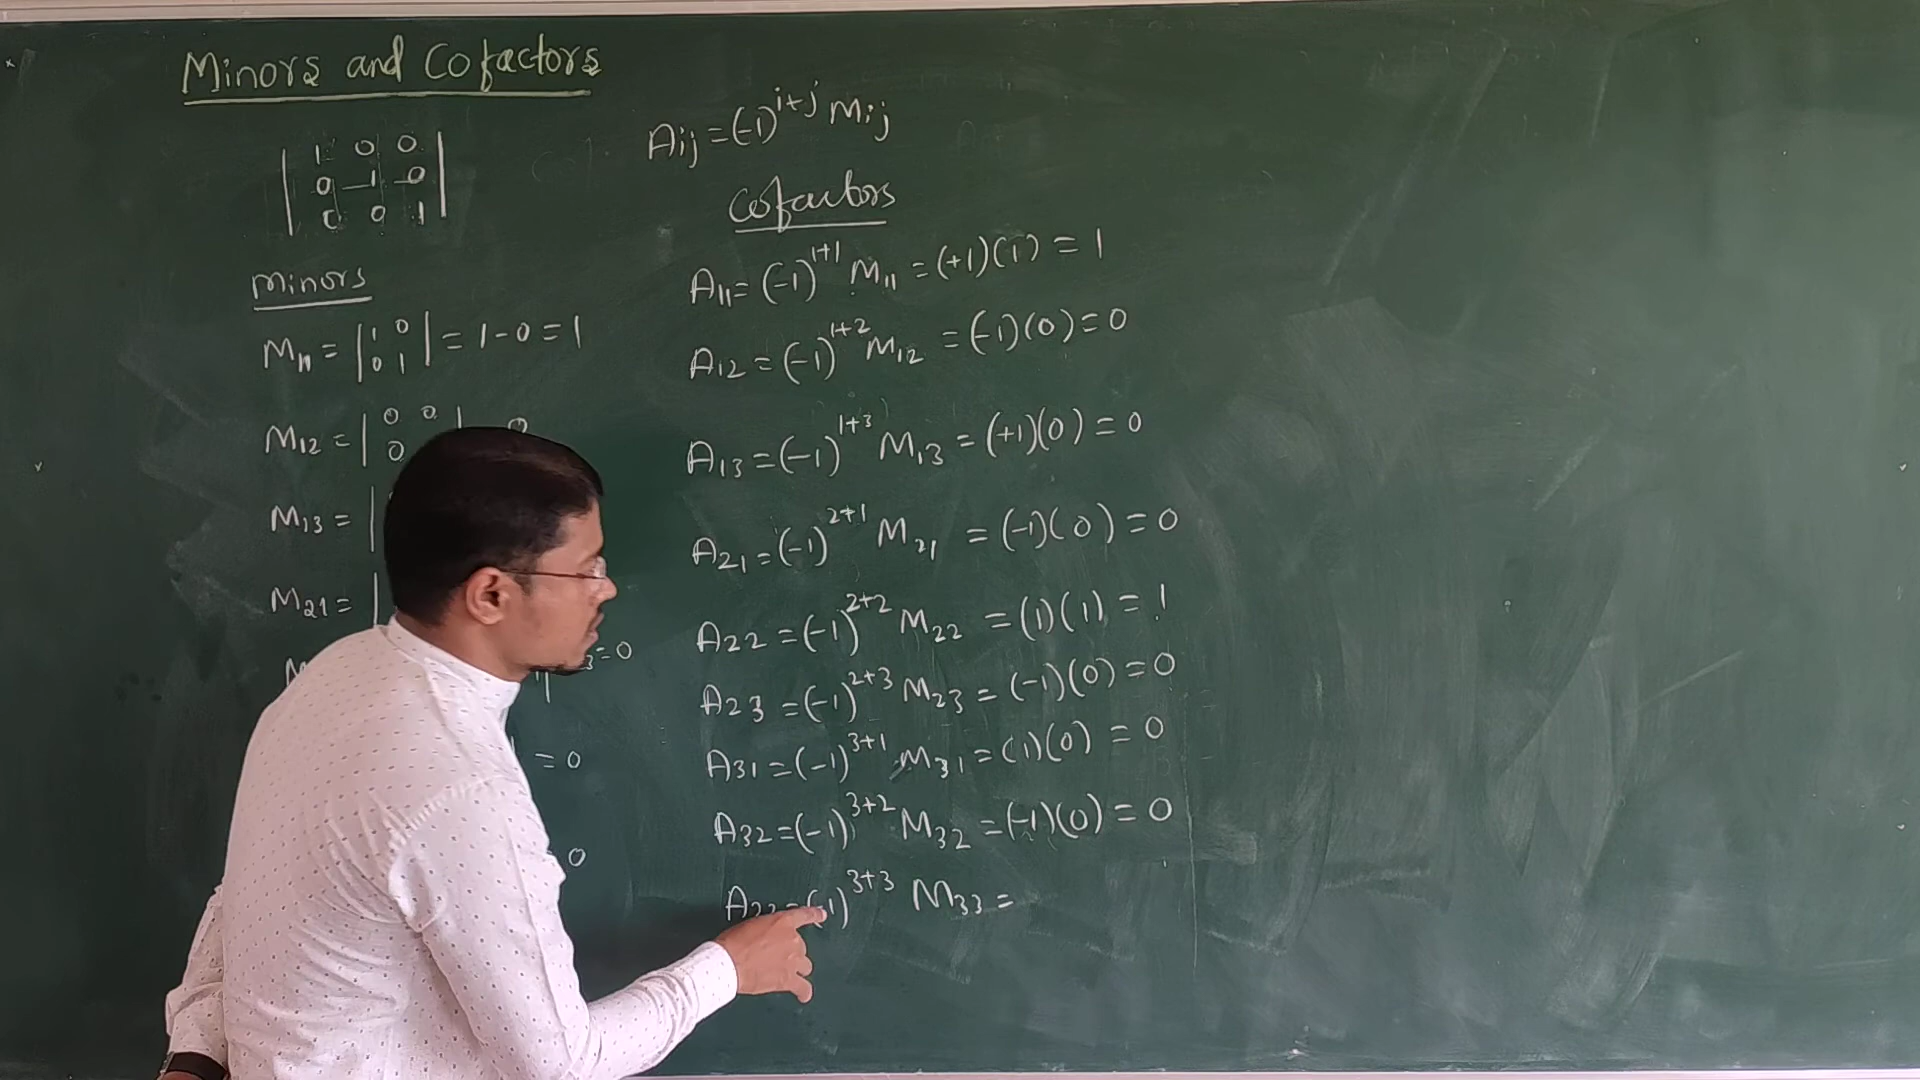 Minors and Cofactors
| 1 0 0 |
| 0 1 0 |
| 0 0 1 |
Minors
M11 = | 1 0 | = 1-0 = 1
| 0 1 |
M12 = | 0 0 |
0
M13 = |
M21 = |
3=0
=0
0
Aij = (-1)^i+j Mij
Cofactors
A11 = (-1)^1+1 M11 = (+1)(1) = 1
A12 = (-1)^1+2 M12 = (-1)(0) = 0
A13 = (-1)^1+3 M13 = (+1)(0) = 0
A21 = (-1)^2+1 M21 = (-1)(0) = 0
A22 = (-1)^2+2 M22 = (1)(1) = 1
A23 = (-1)^2+3 M23 = (-1)(0) = 0
A31 = (-1)^3+1 M31 = (1)(0) = 0
A32 = (-1)^3+2 M32 = (-1)(0) = 0
A33 = (-1)^3+3 M33 =